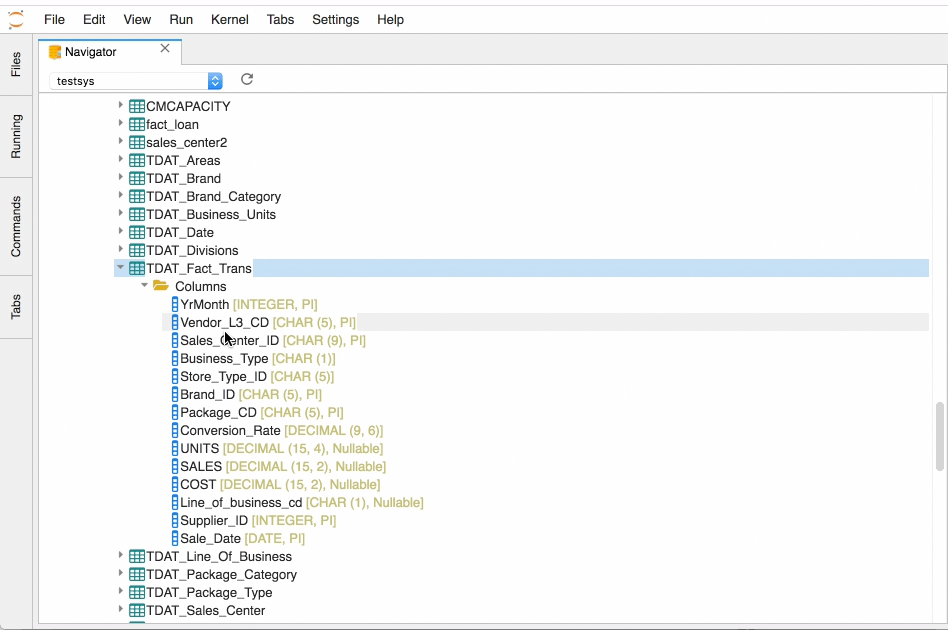 File Edit View Run Kernel Tabs Settings Help
Files
Running
Commands
Tabs
Navigator
testsys
CMCAPACITY
fact_loan
sales_center2
TDAT_Areas
TDAT_Brand
TDAT_Brand_Category
TDAT_Business_Units
TDAT_Date
TDAT_Divisions
TDAT_Fact_Trans
Columns
YrMonth [INTEGER, PI]
Vendor_L3_CD [CHAR (5), PI]
Sales_Center_ID [CHAR (9), PI]
Business_Type [CHAR (1)]
Store_Type_ID [CHAR (5)]
Brand_ID [CHAR (5), PI]
Package_CD [CHAR (5), PI]
Conversion_Rate [DECIMAL (9, 6)]
UNITS [DECIMAL (15, 4), Nullable]
SALES [DECIMAL (15, 2), Nullable]
COST [DECIMAL (15, 2), Nullable]
Line_of_business_cd [CHAR (1), Nullable]
Supplier_ID [INTEGER, PI]
Sale_Date [DATE, PI]
TDAT_Line_Of_Business
TDAT_Package_Category
TDAT_Package_Type
TDAT_Sales_Center